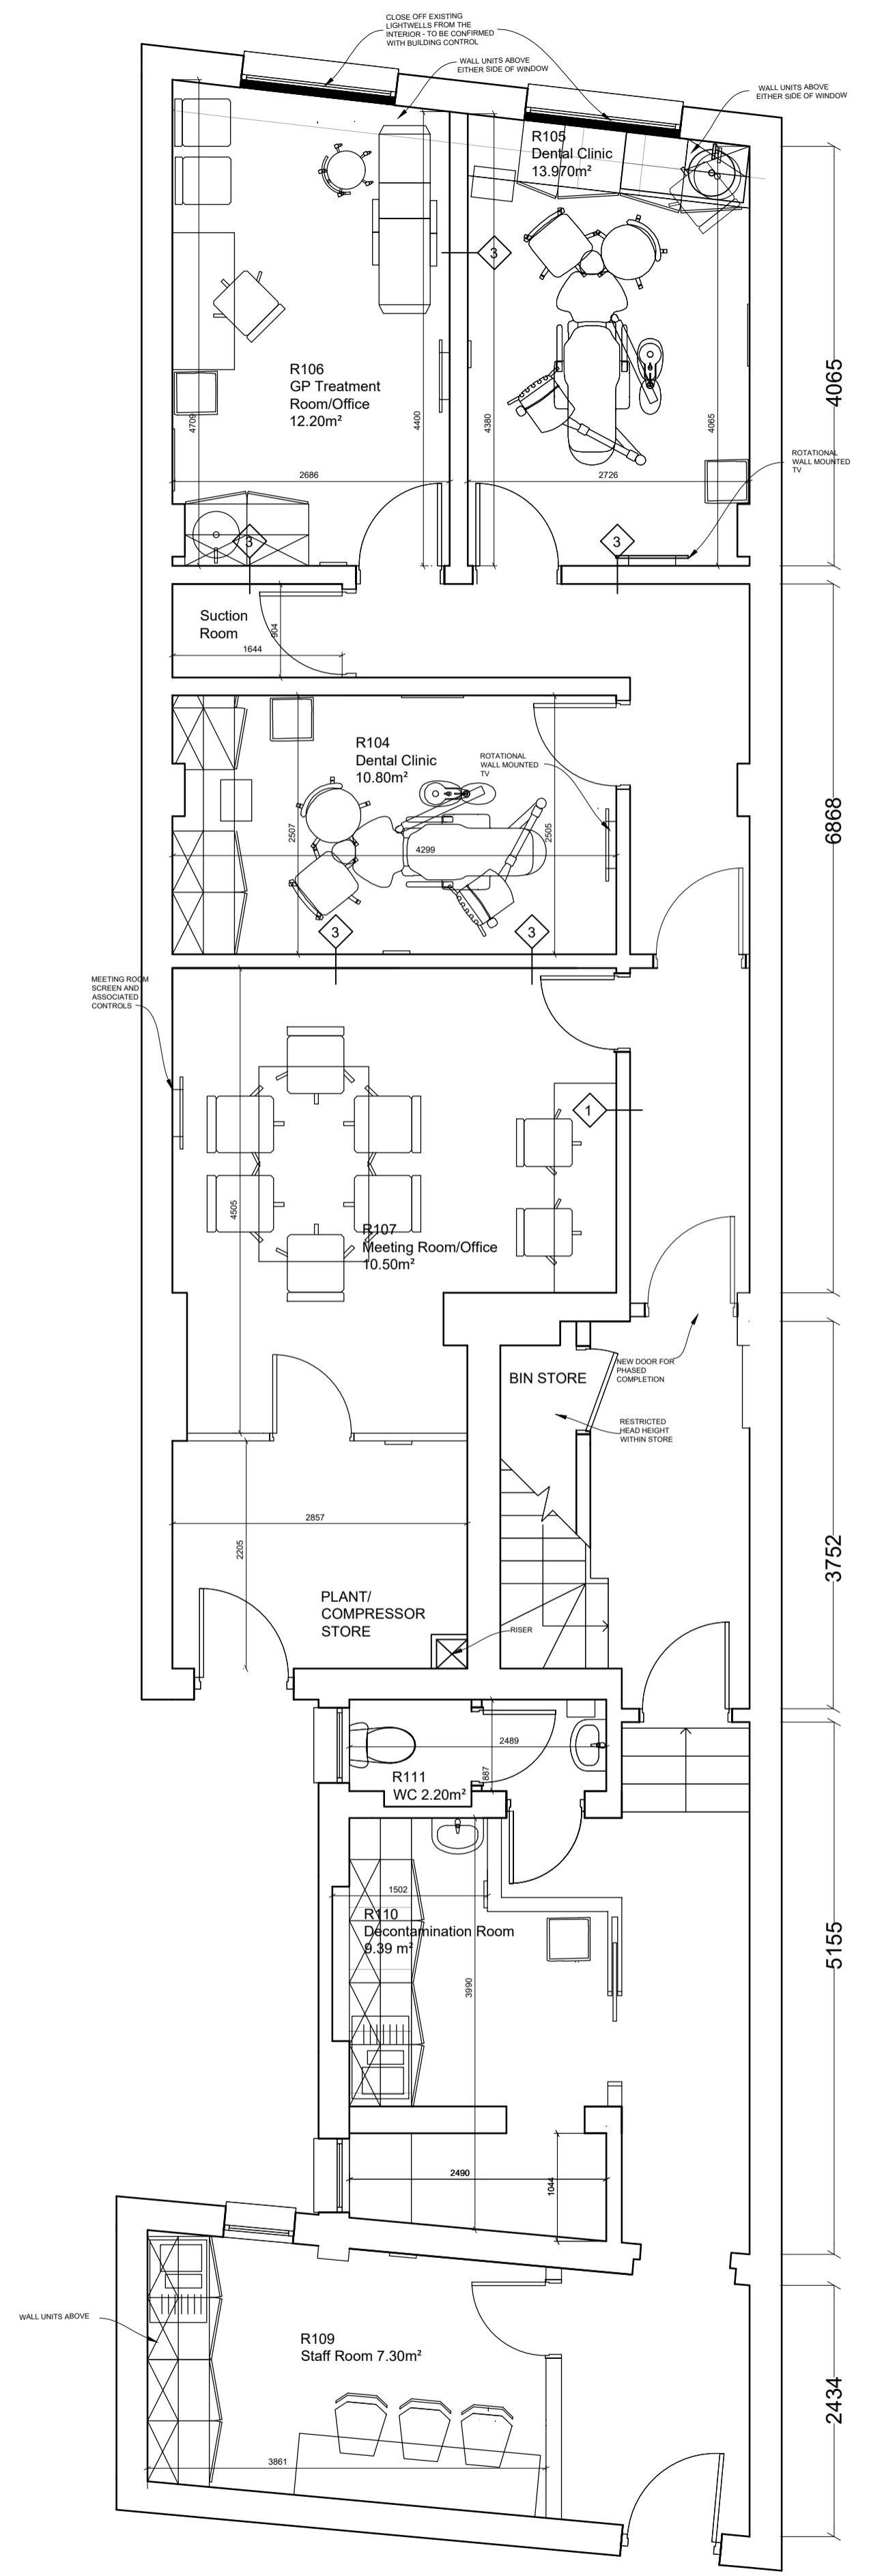 CLOSE OFF EXISTING
LIGHTWELLS FROM THE
INTERIOR - TO BE CONFIRMED
WITH BUILDING CONTROL
WALL UNITS ABOVE
EITHER SIDE OF WINDOW
WALL UNITS ABOVE
EITHER SIDE OF WINDOW
R105
Dental Clinic
13.970m²
3
R106
GP Treatment
Room/Office
12.20m²
4065
4709
4400
4380
4065
2686
2726
ROTATIONAL
WALL MOUNTED
TV
3
3
Suction
Room
904
1644
R104
Dental Clinic
10.80m²
ROTATIONAL
WALL MOUNTED
TV
6868
2507
4299
2505
3
3
MEETING ROOM
SCREEN AND
ASSOCIATED
CONTROLS
1
4505
R107
Meeting Room/Office
10.50m²
BIN STORE
NEW DOOR FOR
PHASED
COMPLETION
RESTRICTED
HEAD HEIGHT
WITHIN STORE
2857
2205
3752
PLANT/
COMPRESSOR
STORE
RISER
2489
887
R111
WC 2.20m²
1502
R110
Decontamination Room
9.39 m²
5155
3990
2490
1044
WALL UNITS ABOVE
R109
Staff Room 7.30m²
2434
3861